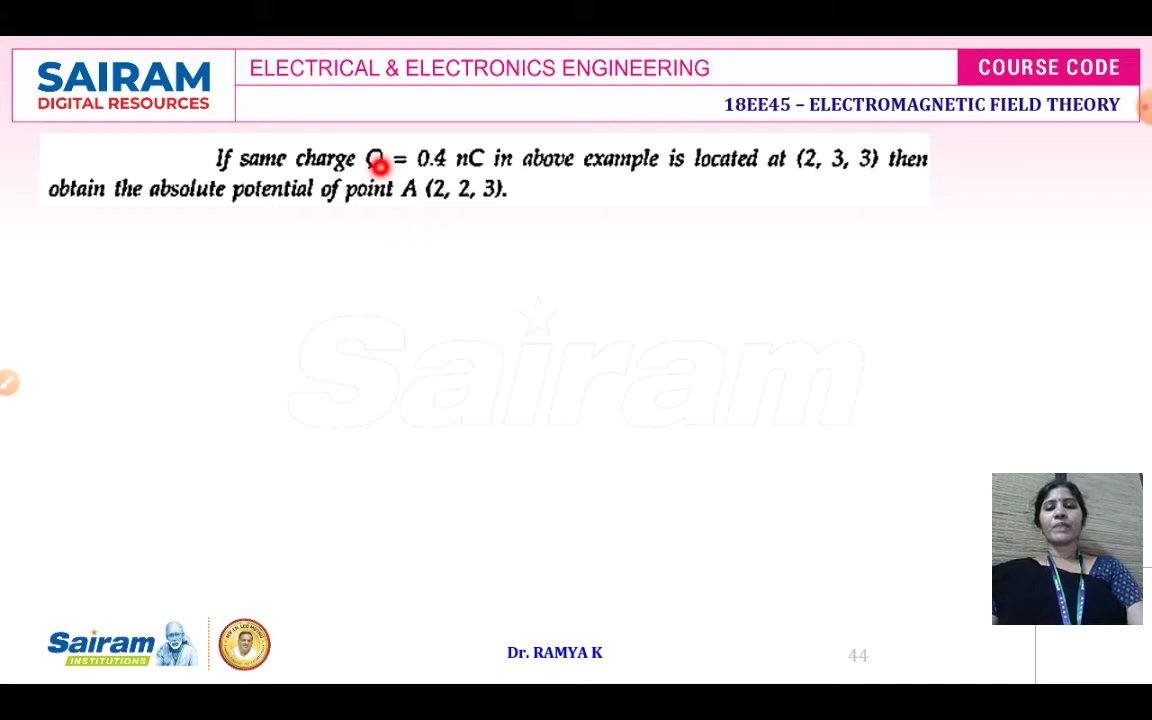 SAIRAM
DIGITAL RESOURCES
ELECTRICAL & ELECTRONICS ENGINEERING
COURSE CODE
18EE45 – ELECTROMAGNETIC FIELD THEORY
If same charge Q = 0.4 nC in above example is located at (2, 3, 3) then
obtain the absolute potential of point A (2, 2, 3).
Sairam
Sairam
INSTITUTIONS
Dr. RAMYA K
44